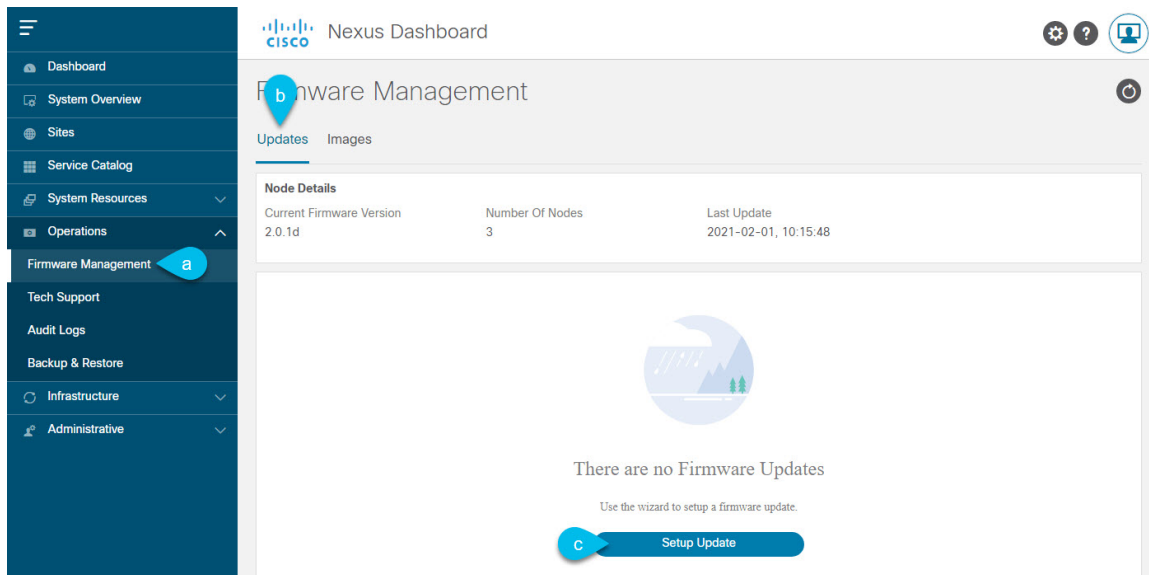 CISCO Nexus Dashboard
Dashboard
System Overview
Sites
Service Catalog
System Resources
Operations
Firmware Management a
Tech Support
Audit Logs
Backup & Restore
Infrastructure
Administrative
Management
b
Updates Images
Node Details
Current Firmware Version Number Of Nodes Last Update
2.0.1d 3 2021-02-01, 10:15:48
There are no Firmware Updates
Use the wizard to setup a firmware update.
c Setup Update